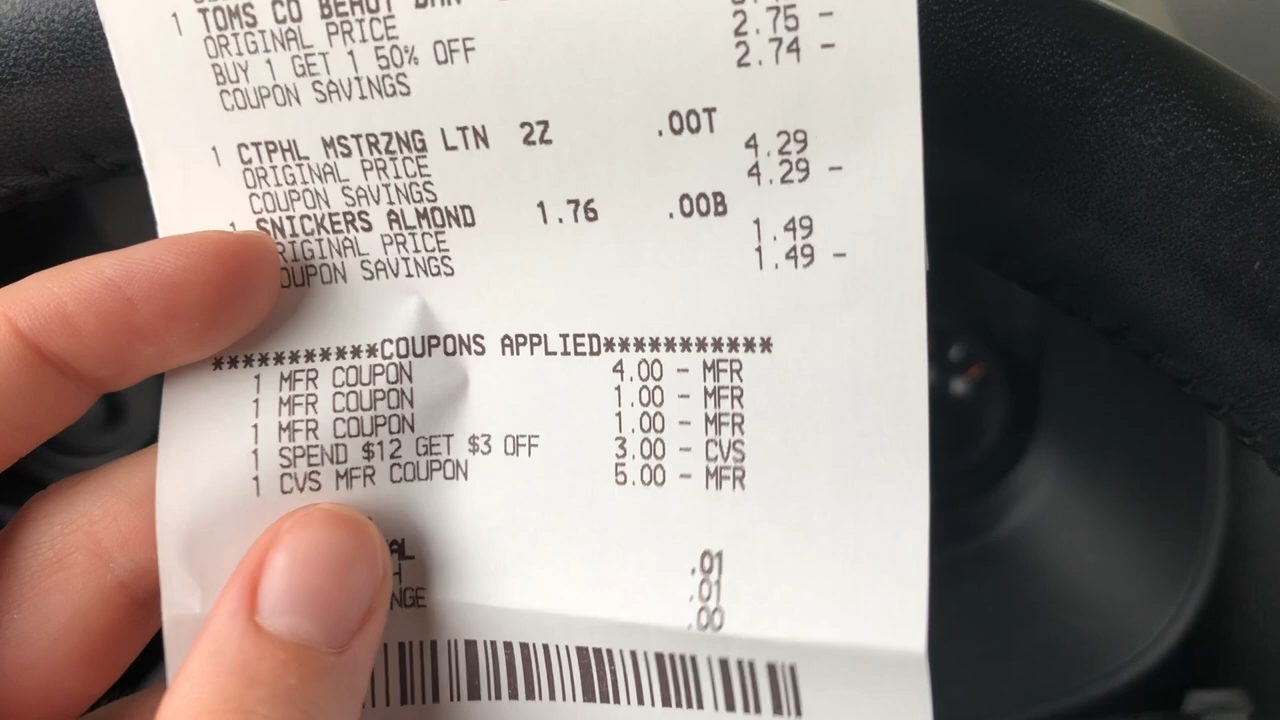 1 TOMS CO
ORIGINAL PRICE
BUY 1 GET 1 50% OFF 2.75 -
COUPON SAVINGS 2.74 -
1 CTPHL MSTRZNG LTN 2Z .00T
ORIGINAL PRICE 4.29
COUPON SAVINGS 4.29 -
1 SNICKERS ALMOND 1.76 .00B
RIGINAL PRICE 1.49
OUPON SAVINGS 1.49 -
***********COUPONS APPLIED***********
1 MFR COUPON 4.00 - MFR
1 MFR COUPON 1.00 - MFR
1 MFR COUPON 1.00 - MFR
1 SPEND $12 GET $3 OFF 3.00 - CVS
1 CVS MFR COUPON 5.00 - MFR
AL .01
H .01
NGE .00